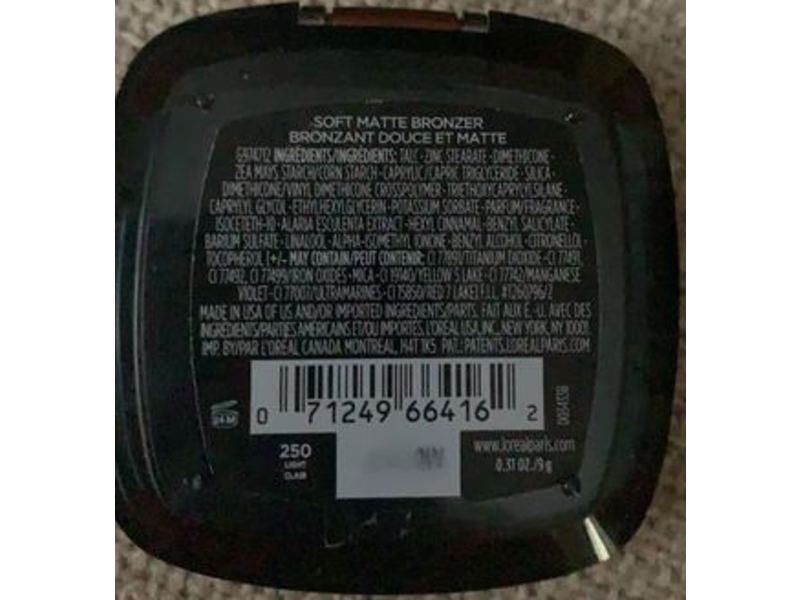 SOFT MATTE BRONZER
BRONZANT DOUCE ET MATTE
G974712 INGREDIENTS/INGRÉDIENTS: TALC · ZINC STEARATE · DIMETHICONE ·
ZEA MAYS STARCH/CORN STARCH · CAPRYLIC/CAPRIC TRIGLYCERIDE · SILICA ·
DIMETHICONE/VINYL DIMETHICONE CROSSPOLYMER · TRIETHOXYCAPRYLYLSILANE ·
CAPRYLYL GLYCOL · ETHYLHEXYLGLYCERIN · POTASSIUM SORBATE · PARFUM/FRAGRANCE ·
ISOCETETH-10 · ALARIA ESCULENTA EXTRACT · HEXYL CINNAMAL · BENZYL SALICYLATE ·
BARIUM SULFATE · LINALOOL · ALPHA-ISOMETHYL IONONE · BENZYL ALCOHOL · CITRONELLOL ·
TOCOPHEROL [+/- MAY CONTAIN/PEUT CONTENIR: CI 77891/TITANIUM DIOXIDE · CI 77491,
CI 77492, CI 77499/IRON OXIDES · MICA · CI 19140/YELLOW 5 LAKE · CI 77742/MANGANESE
VIOLET · CI 77007/ULTRAMARINES · CI 15850/RED 7 LAKE] F.I.L. #1260796/2
MADE IN USA OF US AND/OR IMPORTED INGREDIENTS/PARTS. FAIT AUX É.-U. AVEC DES
INGRÉDIENTS/PARTIES AMÉRICAINS ET/OU IMPORTÉS. L'ORÉAL USA INC., NEW YORK, NY 10001.
IMP. BY/PAR L'ORÉAL CANADA MONTRÉAL, H4T 1K5 PAT.: PATENTS.LOREALPARIS.COM
0 71249 66416 2
24 M
250
LIGHT
CLAIR
www.lorealparis.com
0.31 OZ./9 g